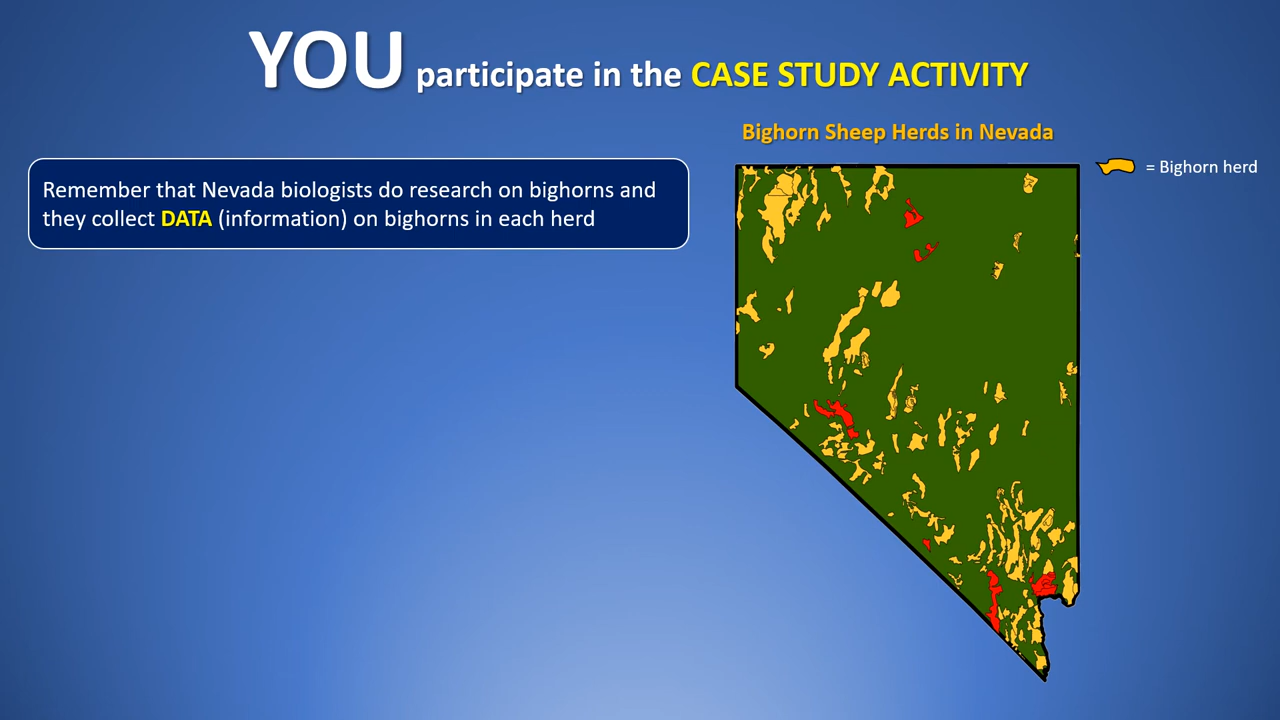 YOU participate in the CASE STUDY ACTIVITY
Bighorn Sheep Herds in Nevada
= Bighorn herd
Remember that Nevada biologists do research on bighorns and
they collect DATA (information) on bighorns in each herd